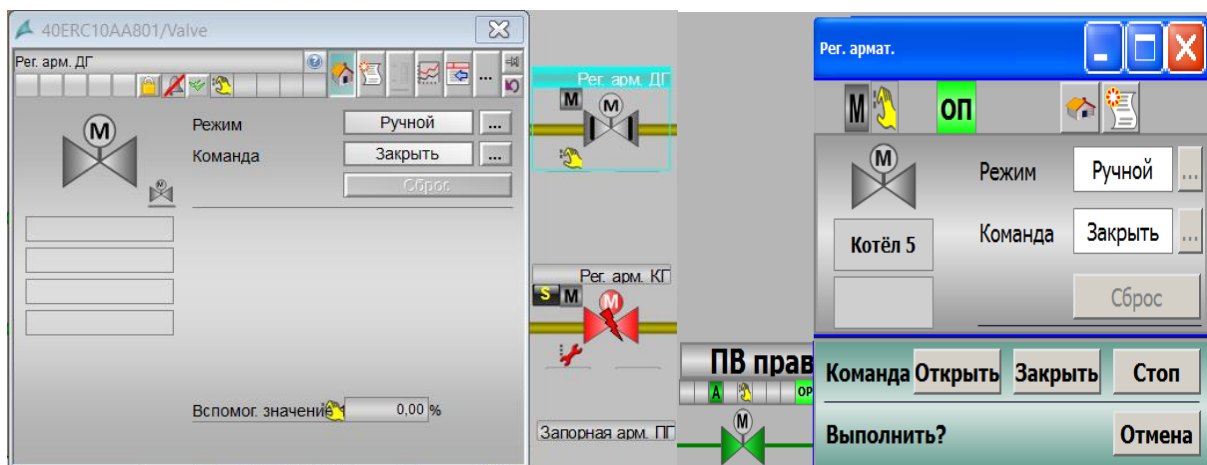 40ERC10AA801/Valve
Рег. арм. ДГ
...
M
Режим
Ручной
...
Команда
Закрыть
...
Сброс
M
Вспомог. значение
0,00 %
Рег. арм. ДГ
M
M
Рег. арм. КГ
S M
M
Запорная арм. ПГ
ПВ прав
A
OP
M
Рег. армат.
M
ОП
M
Режим
Ручной
...
Котёл 5
Команда
Закрыть
...
Сброс
Команда Открыть Закрыть Стоп
Выполнить?
Отмена